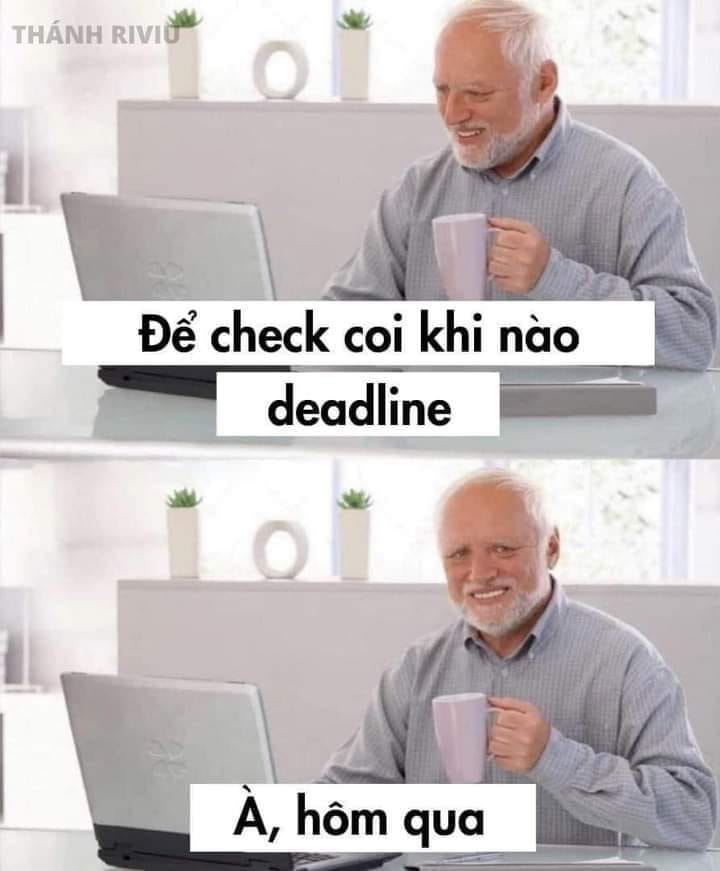 THÁNH RIVIU
Để check coi khi nào
deadline
À, hôm qua